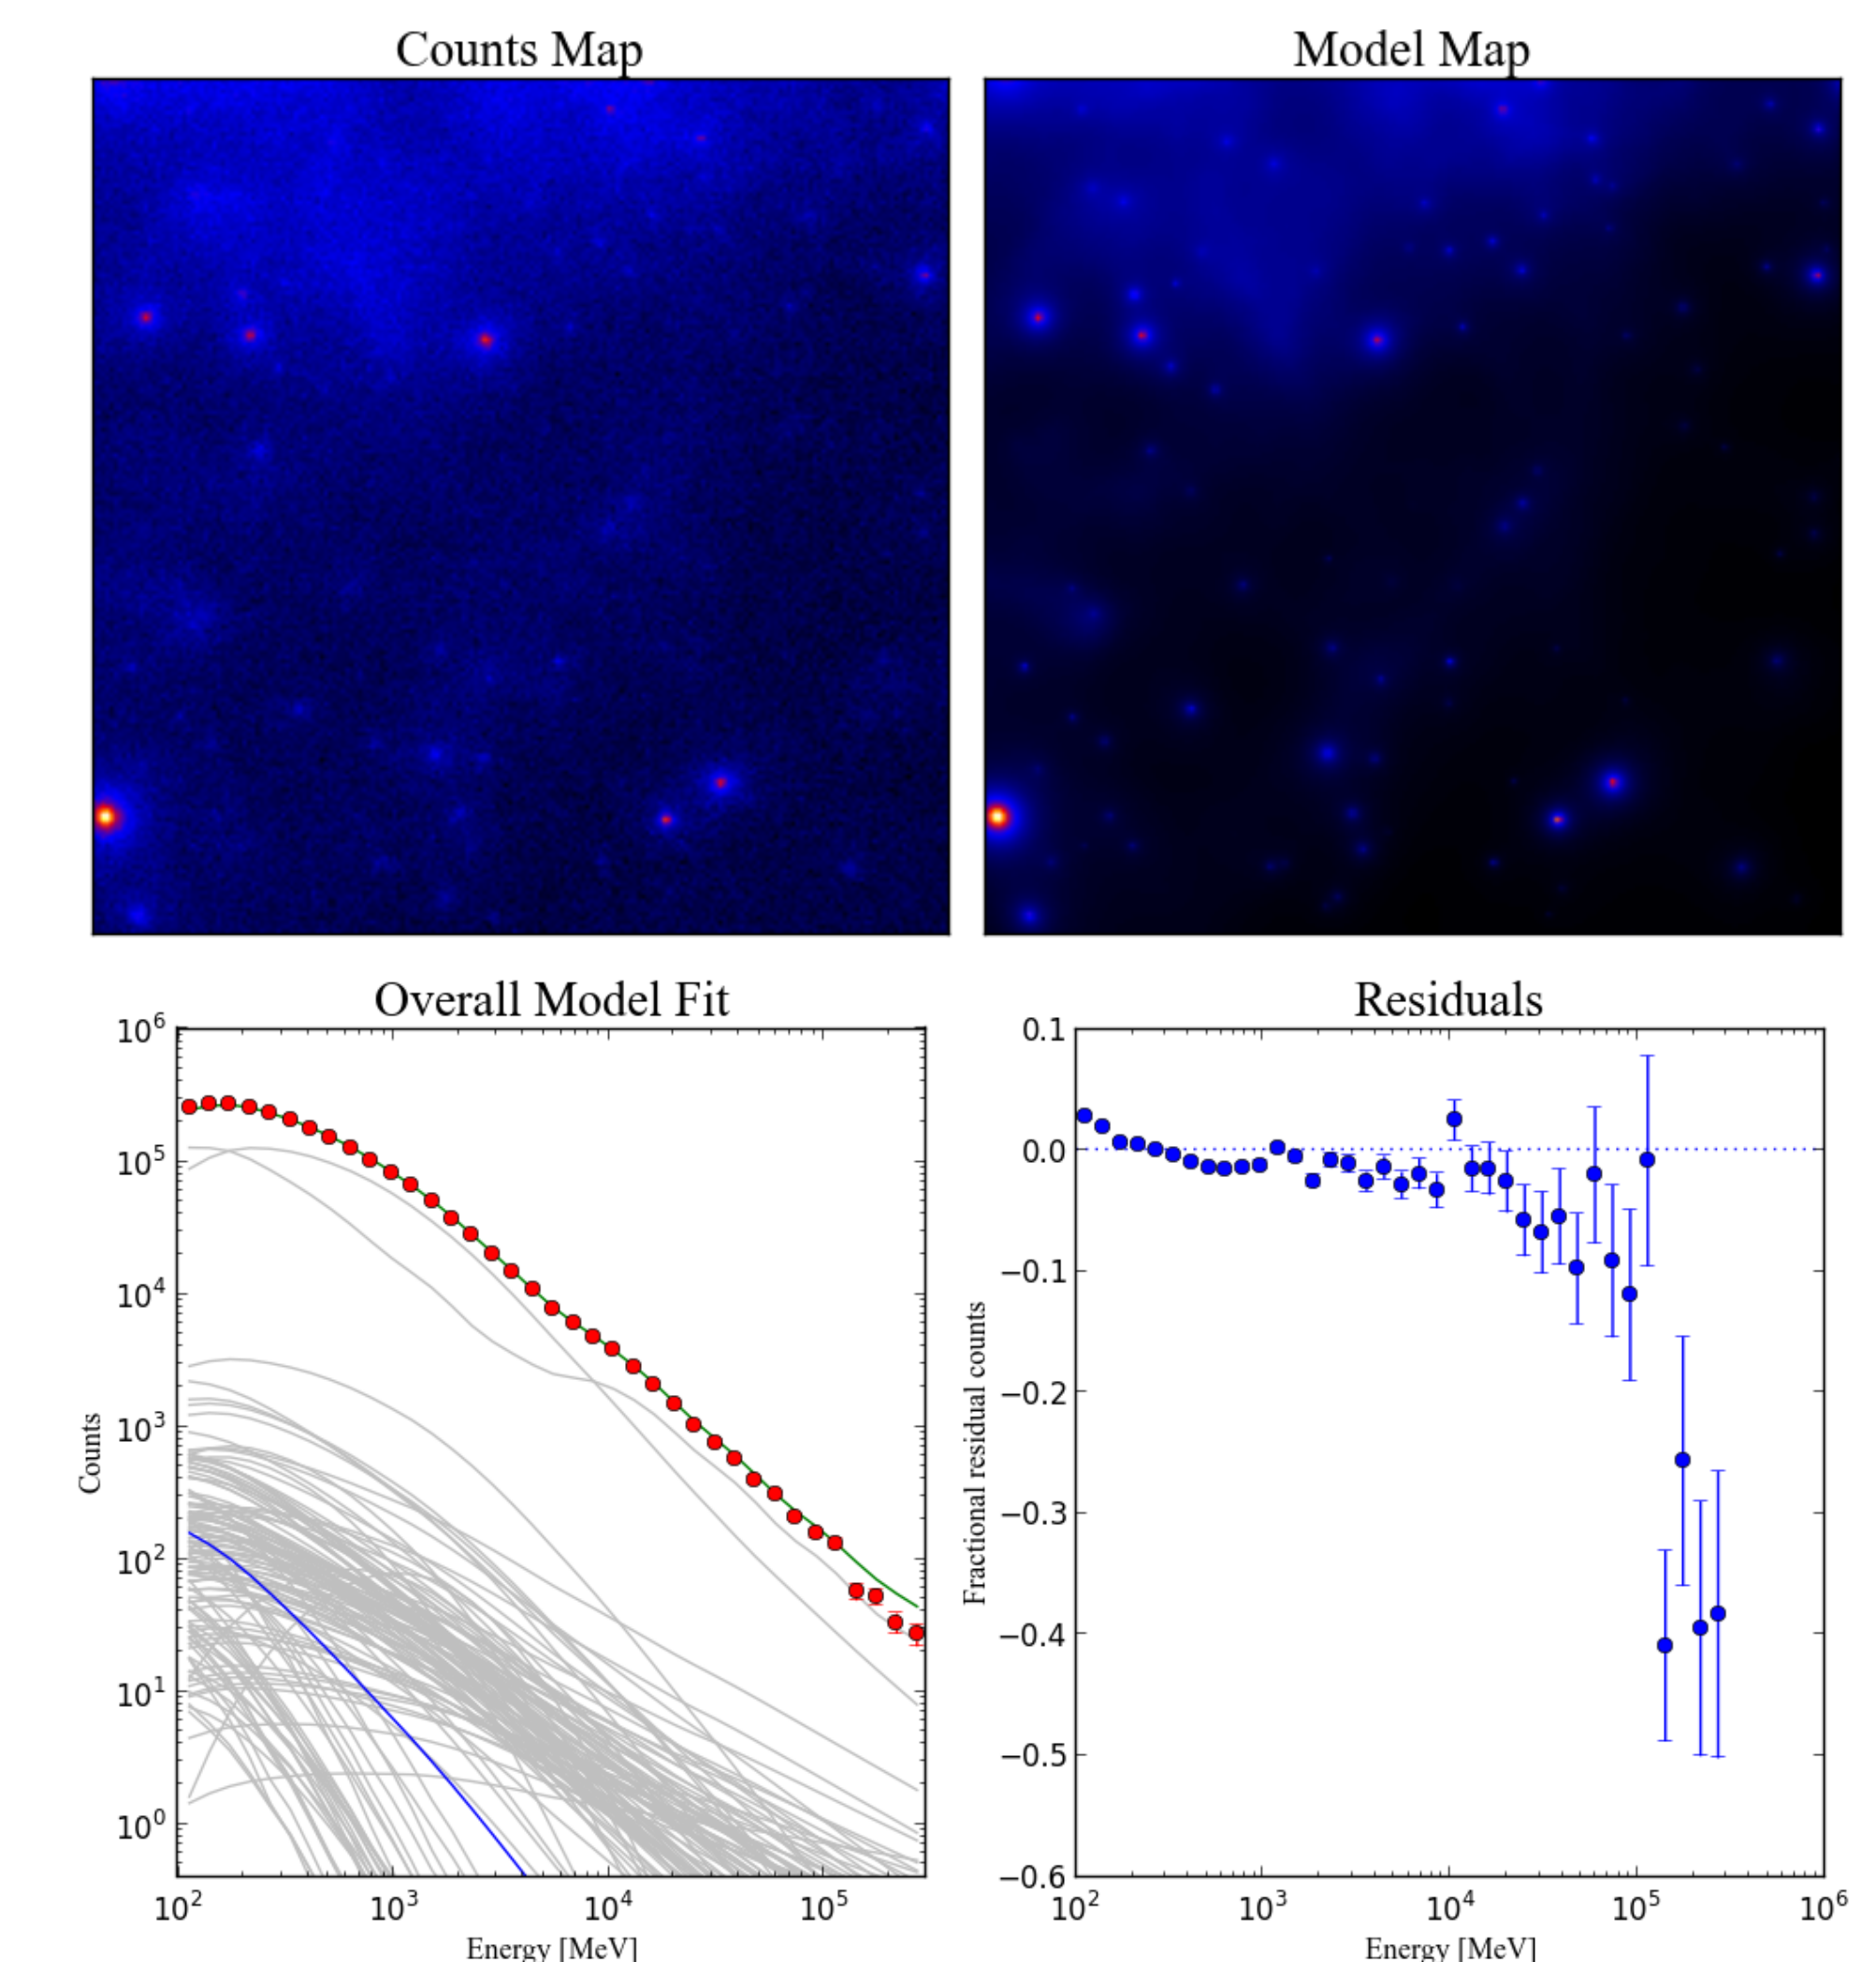 Counts Map
Model Map
Overall Model Fit
10^6
10^5
10^4
10^3
10^2
10^1
10^0
Counts
10^2 10^3 10^4 10^5
Energy [MeV]
Residuals
0.1
0.0
−0.1
−0.2
−0.3
−0.4
−0.5
−0.6
Fractional residual counts
10^2 10^3 10^4 10^5 10^6
Energy [MeV]